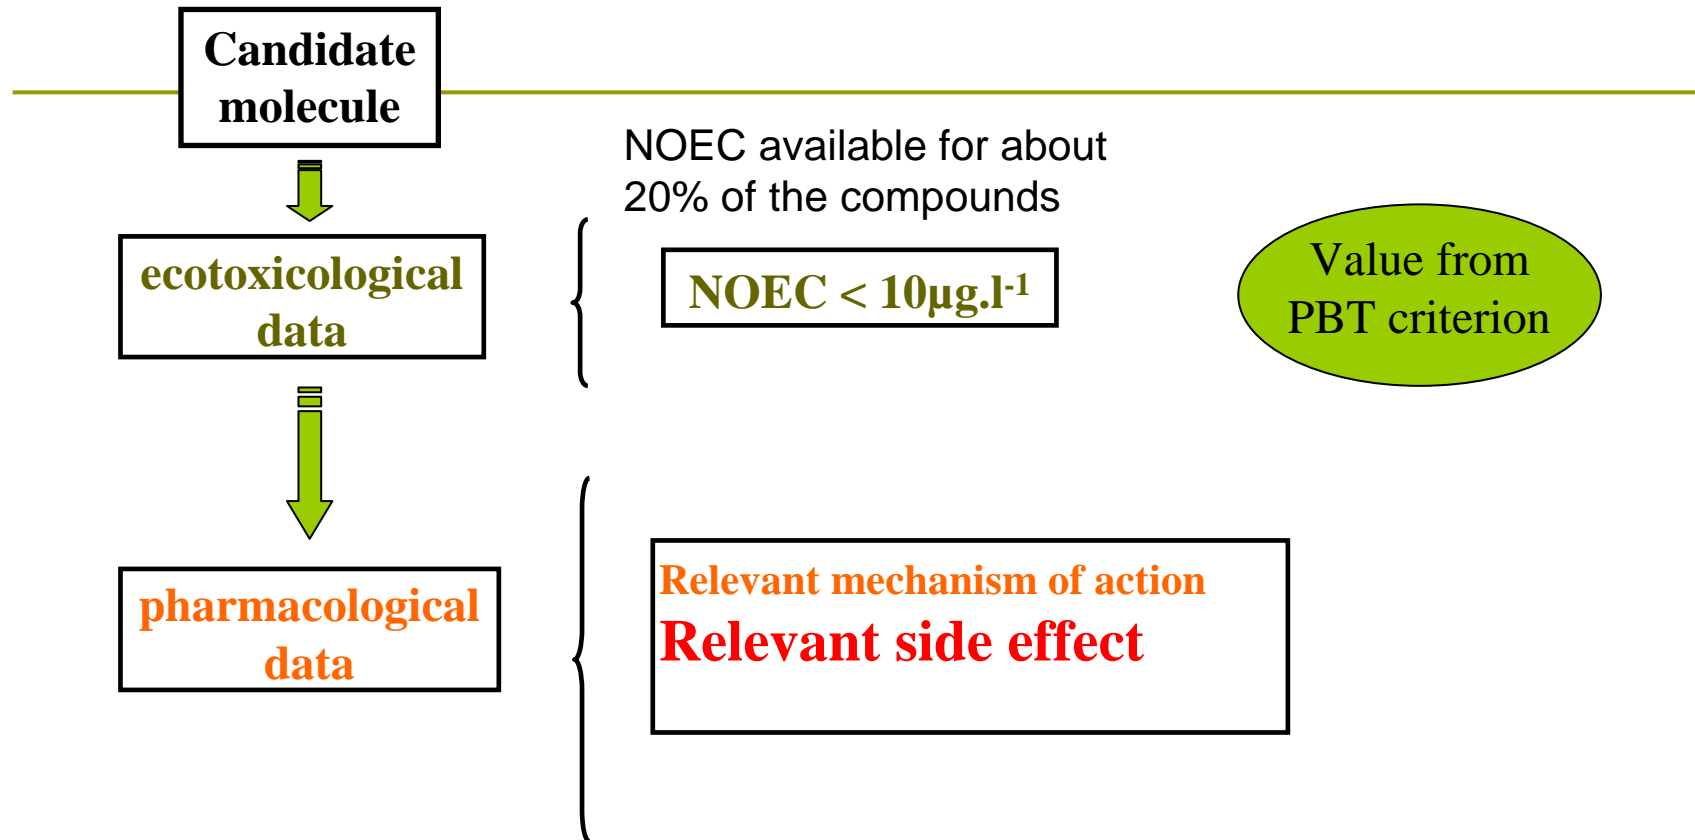 Candidate
molecule
NOEC available for about
20% of the compounds
ecotoxicological
data
NOEC < 10µg.l⁻¹
Value from
PBT criterion
pharmacological
data
Relevant mechanism of action
Relevant side effect